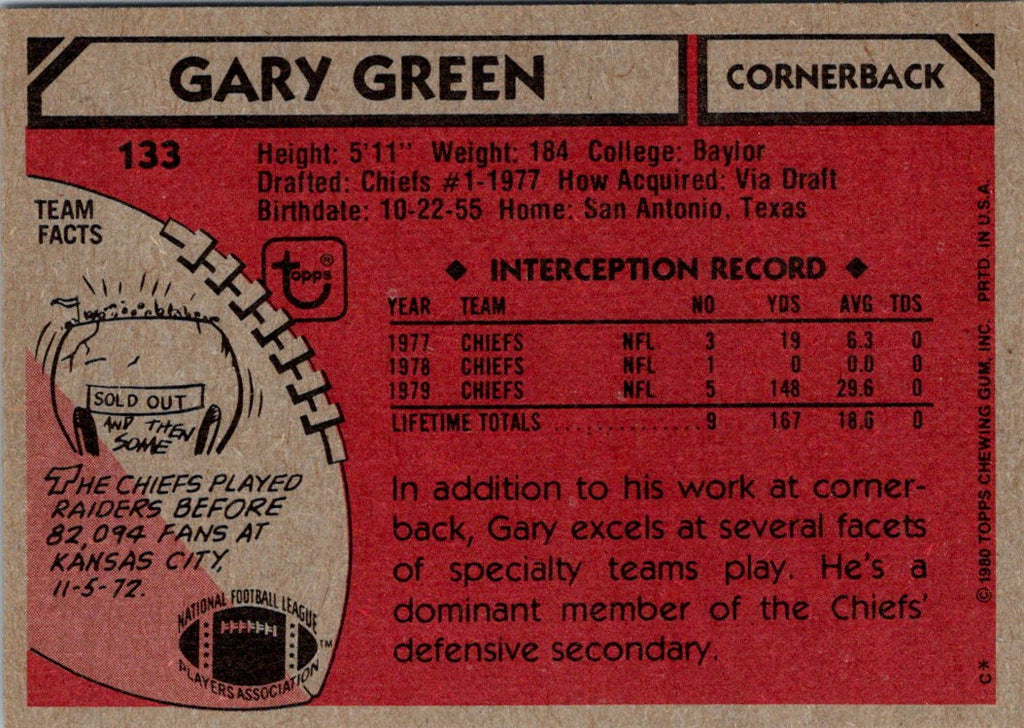 GARY GREEN
CORNERBACK
133
Height: 5'11" Weight: 184 College: Baylor
Drafted: Chiefs #1-1977 How Acquired: Via Draft
Birthdate: 10-22-55 Home: San Antonio, Texas
TEAM
FACTS
topps®
SOLD OUT
AND THEN
SOME
THE CHIEFS PLAYED
RAIDERS BEFORE
82,094 FANS AT
KANSAS CITY,
11-5-72.
NATIONAL FOOTBALL LEAGUE
PLAYERS ASSOCIATION
TM
◆ INTERCEPTION RECORD ◆
YEAR TEAM NO YDS AVG TDS
1977 CHIEFS NFL 3 19 6.3 0
1978 CHIEFS NFL 1 0 0.0 0
1979 CHIEFS NFL 5 148 29.6 0
LIFETIME TOTALS .............. 9 167 18.6 0
In addition to his work at corner-
back, Gary excels at several facets
of specialty teams play. He's a
dominant member of the Chiefs'
defensive secondary.
C* © 1980 TOPPS CHEWING GUM, INC. PRTD. IN U.S.A.